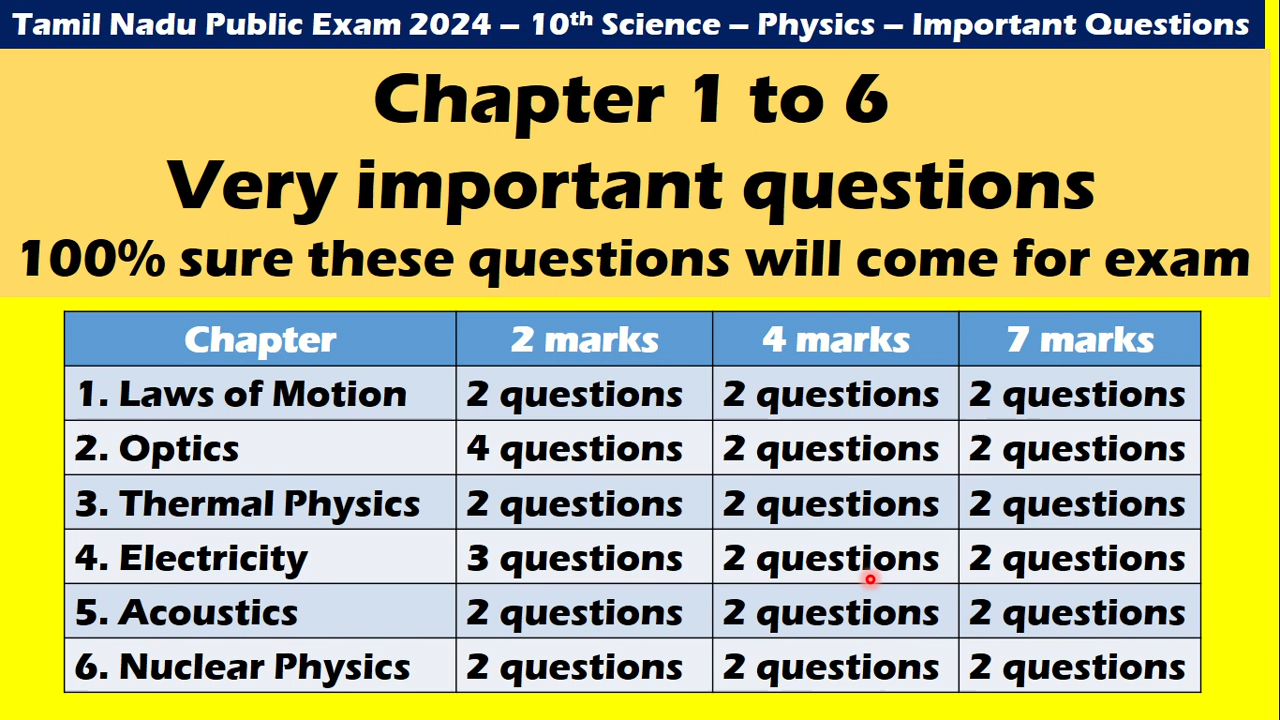 Tamil Nadu Public Exam 2024 – 10th Science – Physics – Important Questions
Chapter 1 to 6
Very important questions
100% sure these questions will come for exam
Chapter 2 marks 4 marks 7 marks
1. Laws of Motion 2 questions 2 questions 2 questions
2. Optics 4 questions 2 questions 2 questions
3. Thermal Physics 2 questions 2 questions 2 questions
4. Electricity 3 questions 2 questions 2 questions
5. Acoustics 2 questions 2 questions 2 questions
6. Nuclear Physics 2 questions 2 questions 2 questions